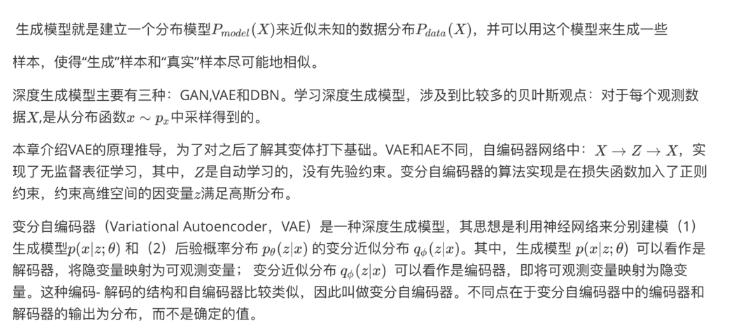 生成模型就是建立一个分布模型P_{model}(X)来近似未知的数据分布P_{data}(X)，并可以用这个模型来生成一些
样本，使得“生成”样本和“真实”样本尽可能地相似。
深度生成模型主要有三种：GAN,VAE和DBN。学习深度生成模型，涉及到比较多的贝叶斯观点：对于每个观测数
据X,是从分布函数x ∼ p_x中采样得到的。
本章介绍VAE的原理推导，为了对之后了解其变体打下基础。VAE和AE不同，自编码器网络中：X → Z → X，实
现了无监督表征学习，其中，Z是自动学习的，没有先验约束。变分自编码器的算法实现是在损失函数加入了正则
约束，约束高维空间的因变量z满足高斯分布。
变分自编码器（Variational Autoencoder，VAE）是一种深度生成模型，其思想是利用神经网络来分别建模（1）
生成模型p(x|z;θ) 和（2）后验概率分布 p_θ(z|x) 的变分近似分布 q_ϕ(z|x)。其中，生成模型 p(x|z;θ) 可以看作是
解码器，将隐变量映射为可观测变量； 变分近似分布 q_ϕ(z|x) 可以看作是编码器，即将可观测变量映射为隐变
量。这种编码- 解码的结构和自编码器比较类似，因此叫做变分自编码器。不同点在于变分自编码器中的编码器和
解码器的输出为分布，而不是确定的值。